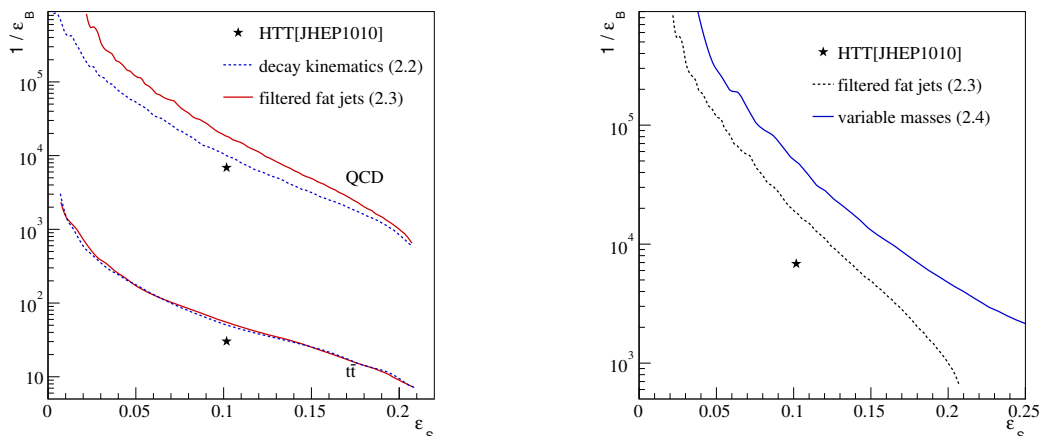 1 / ε_B
★ HTT[JHEP1010]
decay kinematics (2.2)
filtered fat jets (2.3)
10^5
10^4
QCD
10^3
10^2
10
tt̄
0 0.05 0.1 0.15 0.2
ε_S
1 / ε_B
★ HTT[JHEP1010]
filtered fat jets (2.3)
variable masses (2.4)
10^5
10^4
10^3
0 0.05 0.1 0.15 0.2 0.25
ε_S